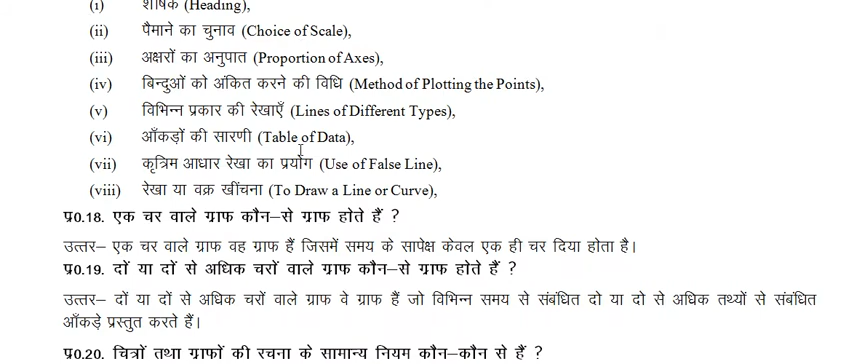 (i) शीर्षक (Heading),
(ii) पैमाने का चुनाव (Choice of Scale),
(iii) अक्षरों का अनुपात (Proportion of Axes),
(iv) बिन्दुओं को अंकित करने की विधि (Method of Plotting the Points),
(v) विभिन्न प्रकार की रेखाएँ (Lines of Different Types),
(vi) आँकड़ों की सारणी (Table of Data),
(vii) कृत्रिम आधार रेखा का प्रयोग (Use of False Line),
(viii) रेखा या वक्र खींचना (To Draw a Line or Curve),
प्र0.18. एक चर वाले ग्राफ कौन–से ग्राफ होते हैं ?
उत्तर– एक चर वाले ग्राफ वह ग्राफ हैं जिसमें समय के सापेक्ष केवल एक ही चर दिया होता है।
प्र0.19. दों या दों से अधिक चरों वाले ग्राफ कौन–से ग्राफ होते हैं ?
उत्तर– दों या दों से अधिक चरों वाले ग्राफ वे ग्राफ हैं जो विभिन्न समय से संबंधित दो या दो से अधिक तथ्यों से संबंधित
आँकड़े प्रस्तुत करते हैं।
प्र0.20. चित्रों तथा ग्राफों की रचना के सामान्य नियम कौन–कौन से हैं ?